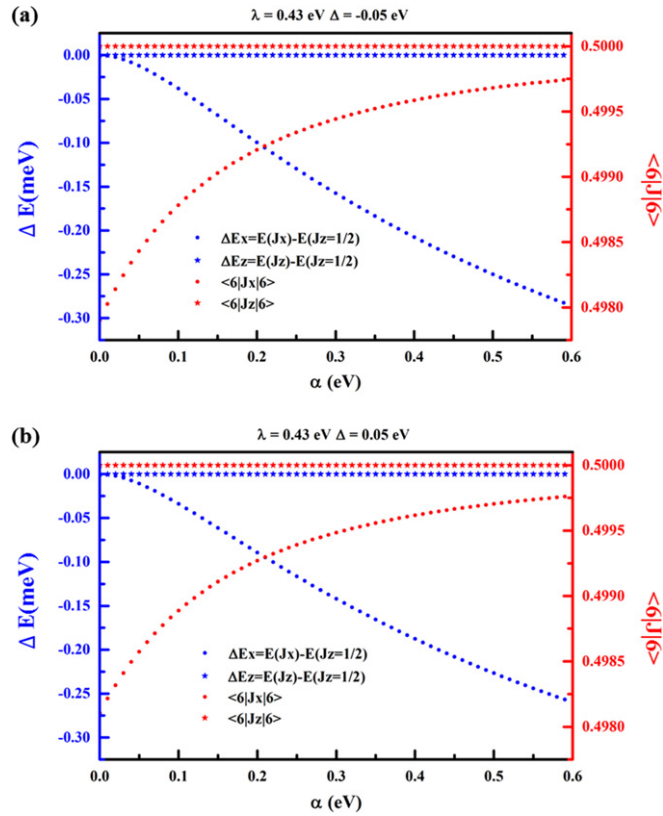 (a)
λ = 0.43 eV Δ = -0.05 eV
0.00
-0.05
-0.10
-0.15
-0.20
-0.25
-0.30
Δ E(meV)
0.5000
0.4995
0.4990
0.4985
0.4980
<6|J|6>
ΔEx=E(Jx)-E(Jz=1/2)
ΔEz=E(Jz)-E(Jz=1/2)
<6|Jx|6>
<6|Jz|6>
0.0 0.1 0.2 0.3 0.4 0.5 0.6
α (eV)
(b)
λ = 0.43 eV Δ = 0.05 eV
0.00
-0.05
-0.10
-0.15
-0.20
-0.25
-0.30
Δ E(meV)
0.5000
0.4995
0.4990
0.4985
0.4980
<6|J|6>
ΔEx=E(Jx)-E(Jz=1/2)
ΔEz=E(Jz)-E(Jz=1/2)
<6|Jx|6>
<6|Jz|6>
0.0 0.1 0.2 0.3 0.4 0.5 0.6
α (eV)